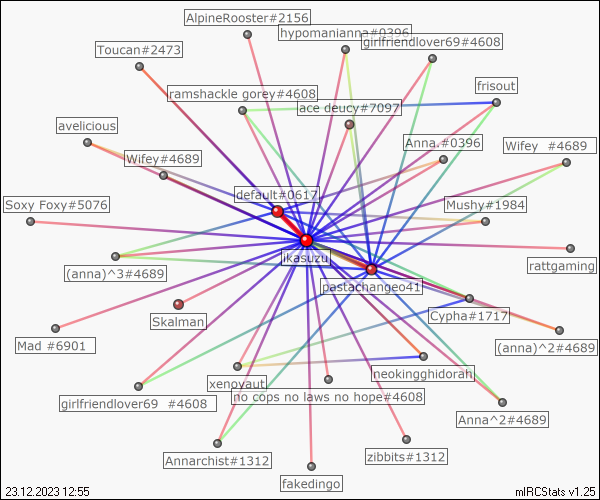 AlpineRooster#2156
hypomanianna#0396
girlfriendlover69#4608
Toucan#2473
frisout
ramshackle gorey#4608
ace deucy#7097
avelicious
Anna.#0396
Wifey #4689
Wifey#4689
default#0617
Soxy Foxy#5076
Mushy#1984
ikasuzu
rattgaming
(anna)^3#4689
pastachangeo41
Skalman
Cypha#1717
Mad #6901
(anna)^2#4689
neokingghidorah
xenoyaut
no cops no laws no hope#4608
girlfriendlover69 #4608
Anna^2#4689
Annarchist#1312
zibbits#1312
fakedingo
23.12.2023 12:55
mIRCStats v1.25